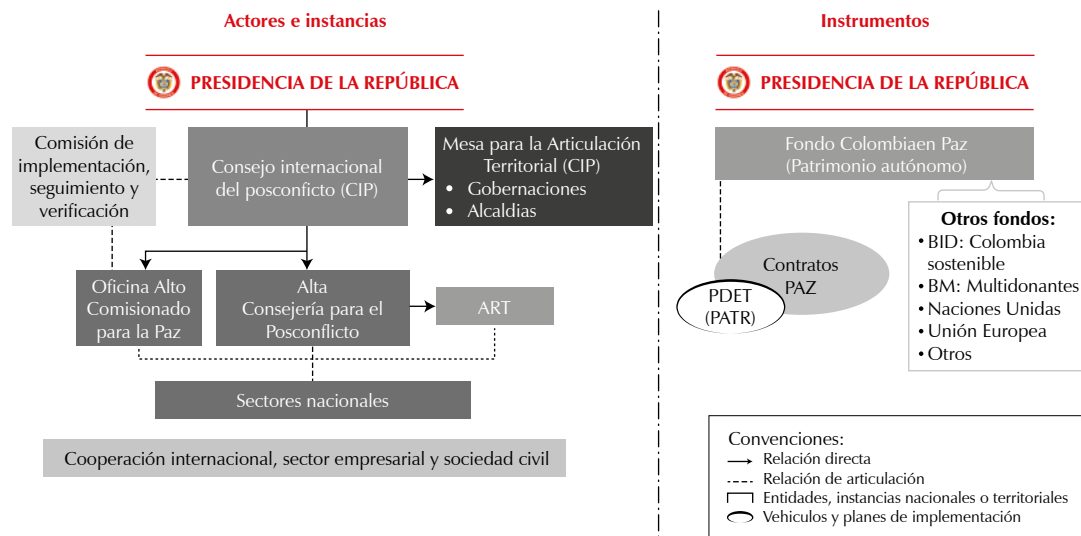 Actores e instancias
PRESIDENCIA DE LA REPÚBLICA
Comisión de
implementación,
seguimiento y
verificación
Consejo internacional
del posconficto (CIP)
Mesa para la Articulación
Territorial (CIP)
• Gobernaciones
• Alcaldias
Oficina Alto
Comisionado
para la Paz
Alta
Consejería para el
Posconflicto
ART
Sectores nacionales
Cooperación internacional, sector empresarial y sociedad civil
Instrumentos
PRESIDENCIA DE LA REPÚBLICA
Fondo Colombiaen Paz
(Patrimonio autónomo)
Contratos
PAZ
PDET
(PATR)
Otros fondos:
• BID: Colombia
sostenible
• BM: Multidonantes
• Naciones Unidas
• Unión Europea
• Otros
Convenciones:
Relación directa
Relación de articulación
Entidades, instancias nacionales o territoriales
Vehiculos y planes de implementación